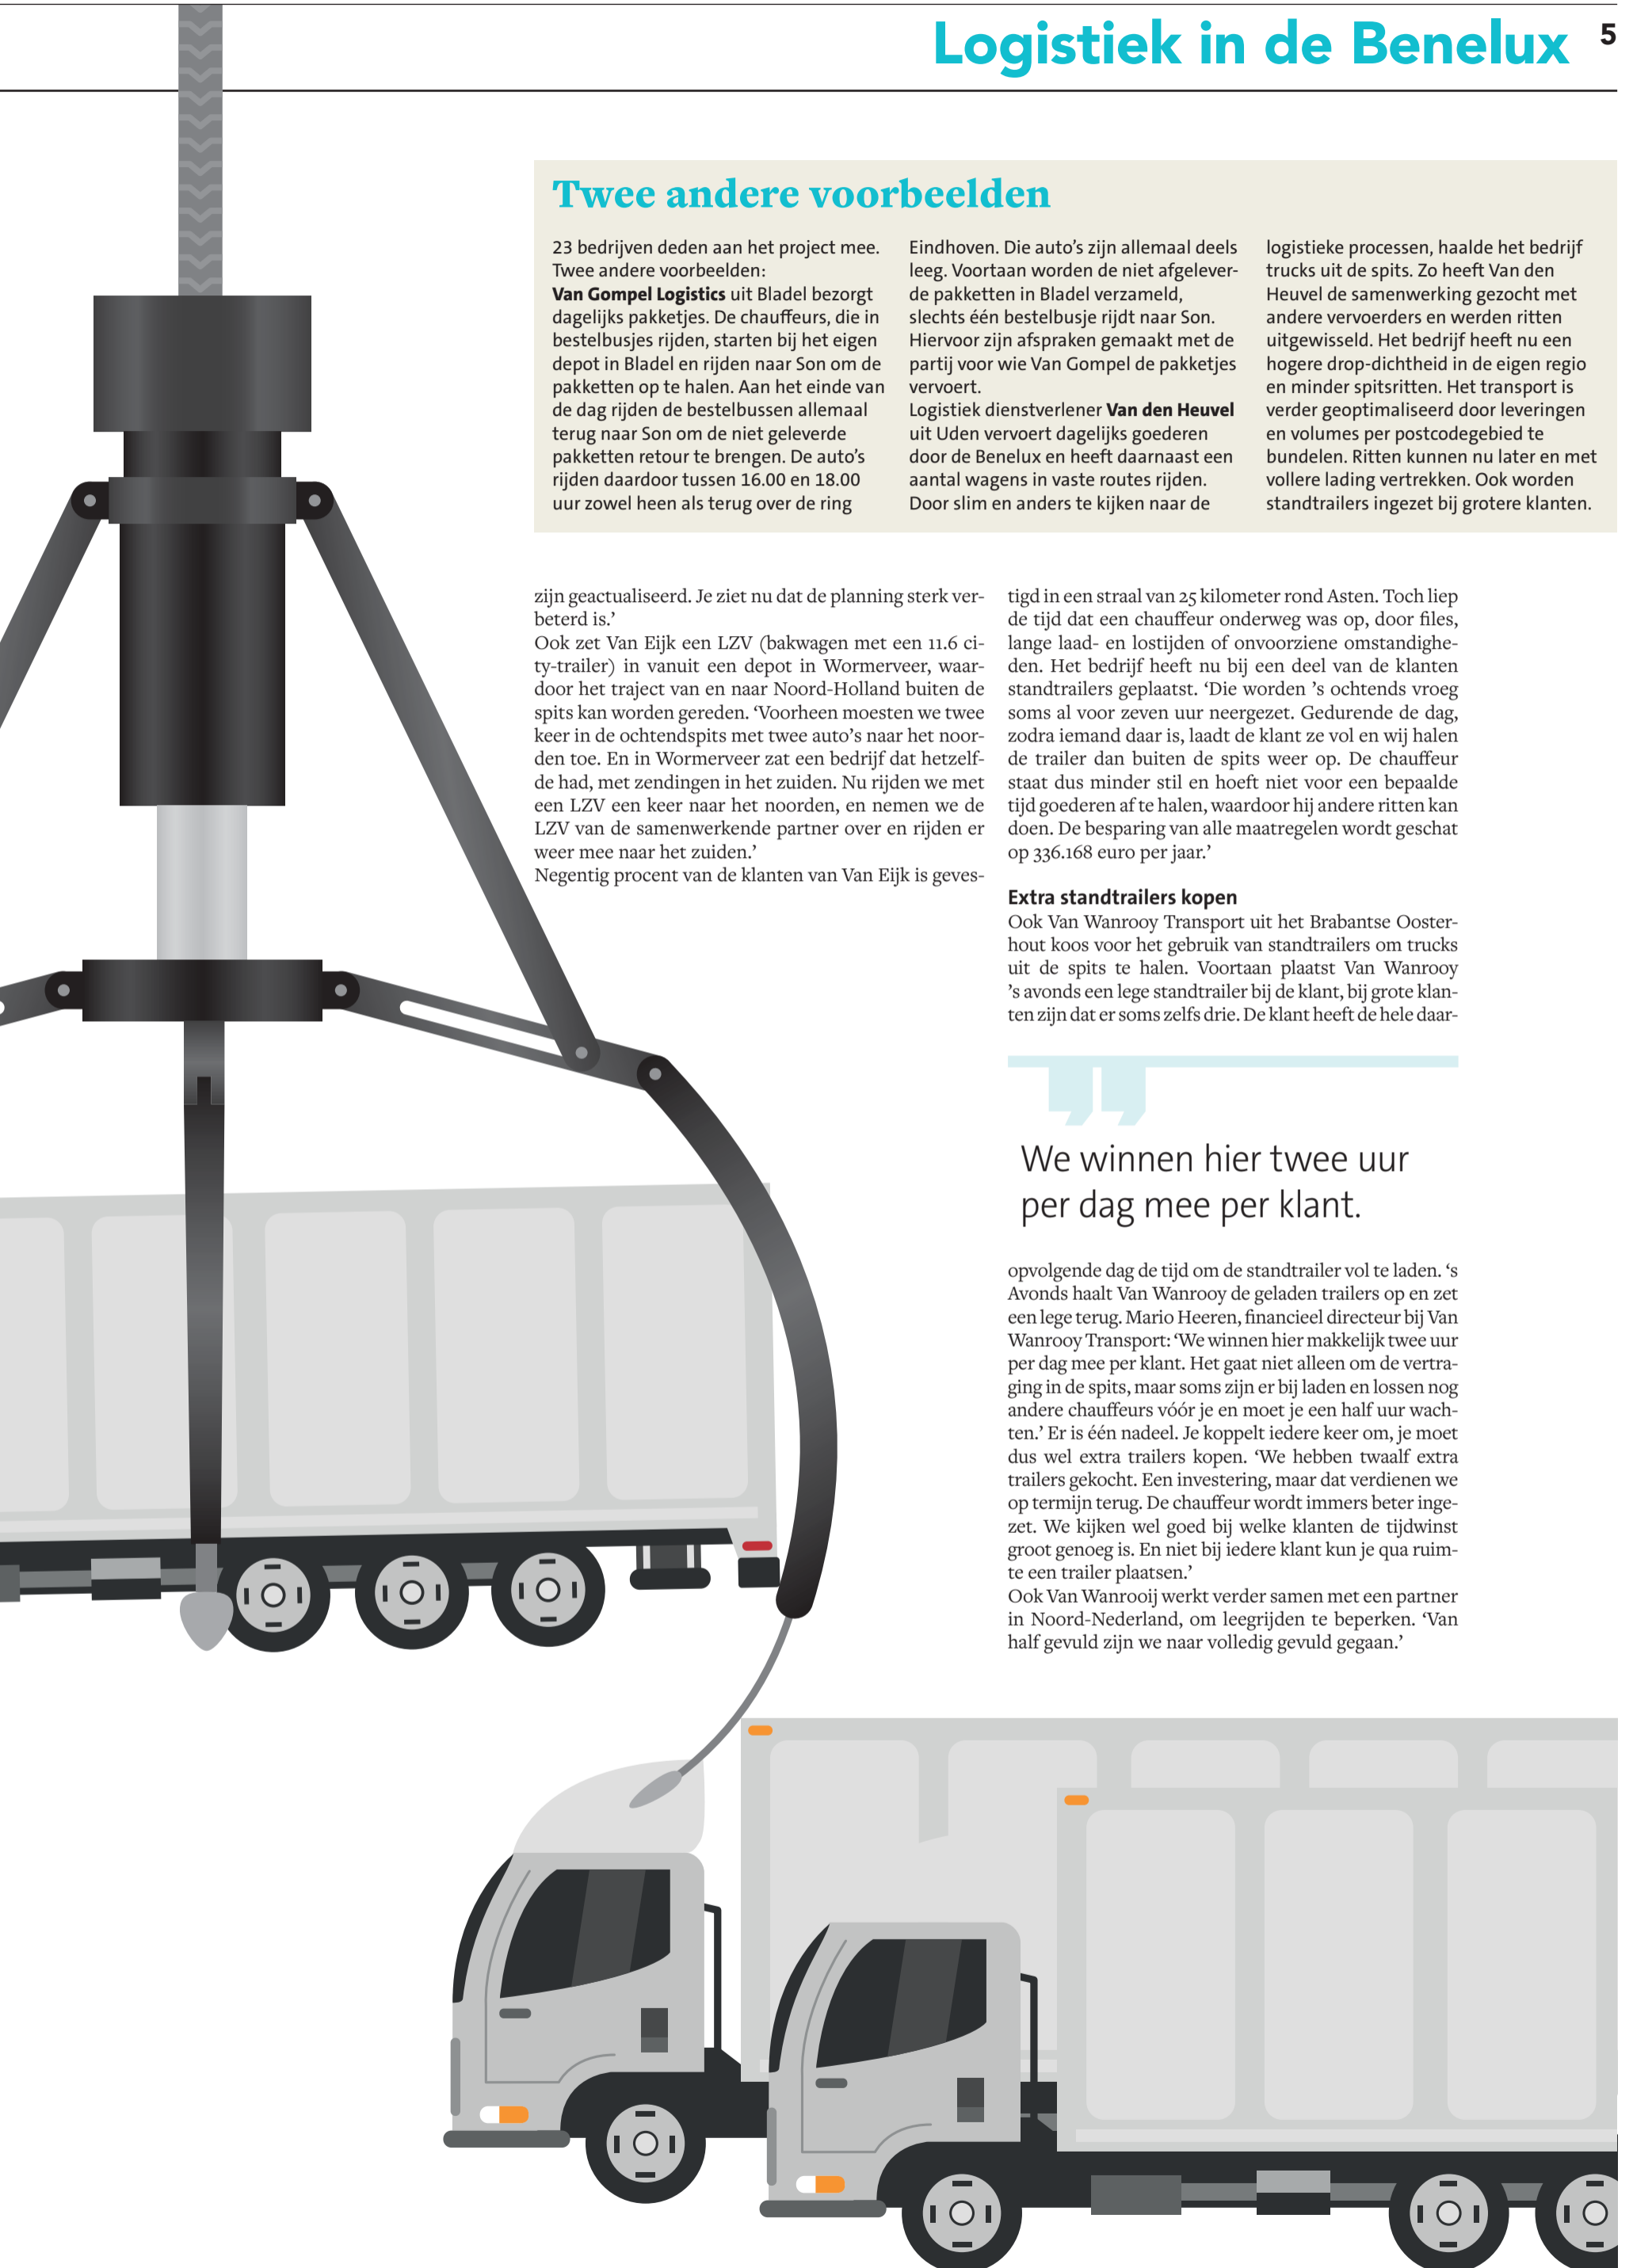 Logistiek in de Benelux 5
Twee andere voorbeelden
23 bedrijven deden aan het project mee.
Twee andere voorbeelden:
Van Gompel Logistics uit Bladel bezorgt
dagelijks pakketjes. De chauffeurs, die in
bestelbusjes rijden, starten bij het eigen
depot in Bladel en rijden naar Son om de
pakketten op te halen. Aan het einde van
de dag rijden de bestelbussen allemaal
terug naar Son om de niet geleverde
pakketten retour te brengen. De auto's
rijden daardoor tussen 16.00 en 18.00
uur zowel heen als terug over de ring
Eindhoven. Die auto's zijn allemaal deels
leeg. Voortaan worden de niet afgelever-
de pakketten in Bladel verzameld,
slechts één bestelbusje rijdt naar Son.
Hiervoor zijn afspraken gemaakt met de
partij voor wie Van Gompel de pakketjes
vervoert.
Logistiek dienstverlener Van den Heuvel
uit Uden vervoert dagelijks goederen
door de Benelux en heeft daarnaast een
aantal wagens in vaste routes rijden.
Door slim en anders te kijken naar de
logistieke processen, haalde het bedrijf
trucks uit de spits. Zo heeft Van den
Heuvel de samenwerking gezocht met
andere vervoerders en werden ritten
uitgewisseld. Het bedrijf heeft nu een
hogere drop-dichtheid in de eigen regio
en minder spitsritten. Het transport is
verder geoptimaliseerd door leveringen
en volumes per postcodegebied te
bundelen. Ritten kunnen nu later en met
vollere lading vertrekken. Ook worden
standtrailers ingezet bij grotere klanten.
zijn geactualiseerd. Je ziet nu dat de planning sterk ver-
beterd is.’
Ook zet Van Eijk een LZV (bakwagen met een 11.6 ci-
ty-trailer) in vanuit een depot in Wormerveer, waar-
door het traject van en naar Noord-Holland buiten de
spits kan worden gereden. ‘Voorheen moesten we twee
keer in de ochtendspits met twee auto's naar het noor-
den toe. En in Wormerveer zat een bedrijf dat hetzelf-
de had, met zendingen in het zuiden. Nu rijden we met
een LZV een keer naar het noorden, en nemen we de
LZV van de samenwerkende partner over en rijden er
weer mee naar het zuiden.’
Negentig procent van de klanten van Van Eijk is geves-
tigd in een straal van 25 kilometer rond Asten. Toch liep
de tijd dat een chauffeur onderweg was op, door files,
lange laad- en lostijden of onvoorziene omstandighe-
den. Het bedrijf heeft nu bij een deel van de klanten
standtrailers geplaatst. ‘Die worden ’s ochtends vroeg
soms al voor zeven uur neergezet. Gedurende de dag,
zodra iemand daar is, laadt de klant ze vol en wij halen
de trailer dan buiten de spits weer op. De chauffeur
staat dus minder stil en hoeft niet voor een bepaalde
tijd goederen af te halen, waardoor hij andere ritten kan
doen. De besparing van alle maatregelen wordt geschat
op 336.168 euro per jaar.’
Extra standtrailers kopen
Ook Van Wanrooy Transport uit het Brabantse Ooster-
hout koos voor het gebruik van standtrailers om trucks
uit de spits te halen. Voortaan plaatst Van Wanrooy
’s avonds een lege standtrailer bij de klant, bij grote klan-
ten zijn dat er soms zelfs drie. De klant heeft de hele daar-
We winnen hier twee uur
per dag mee per klant.
opvolgende dag de tijd om de standtrailer vol te laden. ‘s
Avonds haalt Van Wanrooy de geladen trailers op en zet
een lege terug. Mario Heeren, financieel directeur bij Van
Wanrooy Transport: ‘We winnen hier makkelijk twee uur
per dag mee per klant. Het gaat niet alleen om de vertra-
ging in de spits, maar soms zijn er bij laden en lossen nog
andere chauffeurs vóór je en moet je een half uur wach-
ten.’ Er is één nadeel. Je koppelt iedere keer om, je moet
dus wel extra trailers kopen. ‘We hebben twaalf extra
trailers gekocht. Een investering, maar dat verdienen we
op termijn terug. De chauffeur wordt immers beter inge-
zet. We kijken wel goed bij welke klanten de tijdwinst
groot genoeg is. En niet bij iedere klant kun je qua ruim-
te een trailer plaatsen.’
Ook Van Wanrooij werkt verder samen met een partner
in Noord-Nederland, om leegrijden te beperken. ‘Van
half gevuld zijn we naar volledig gevuld gegaan.’